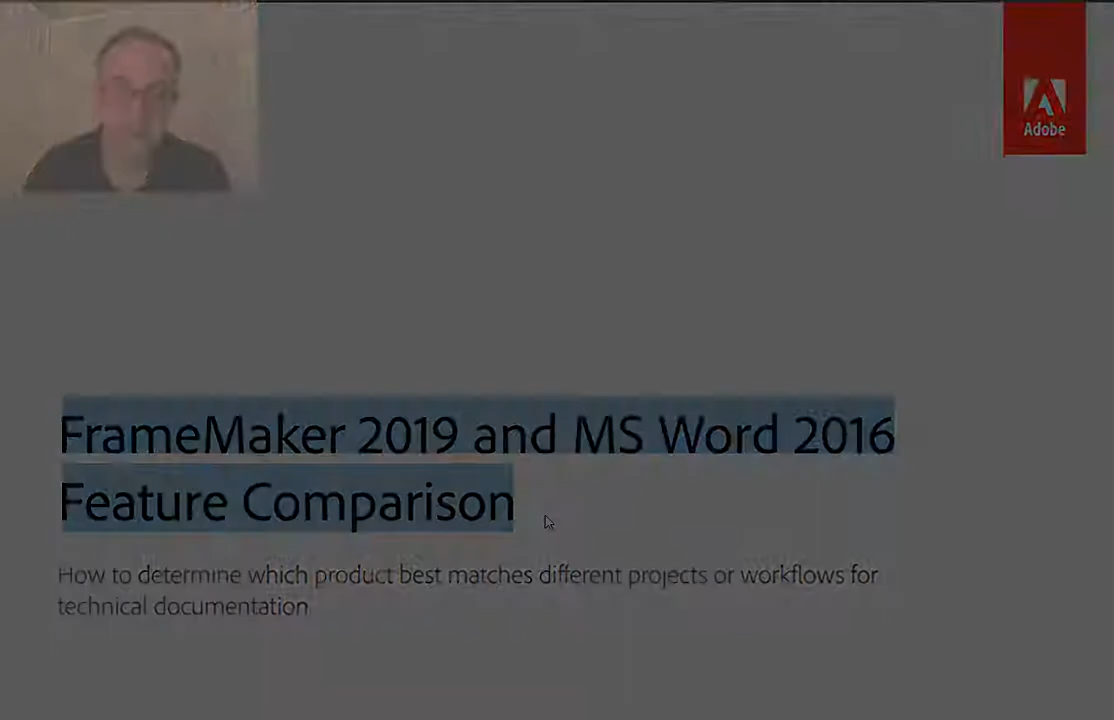 Adobe
FrameMaker 2019 and MS Word 2016
Feature Comparison
How to determine which product best matches different projects or workflows for
technical documentation